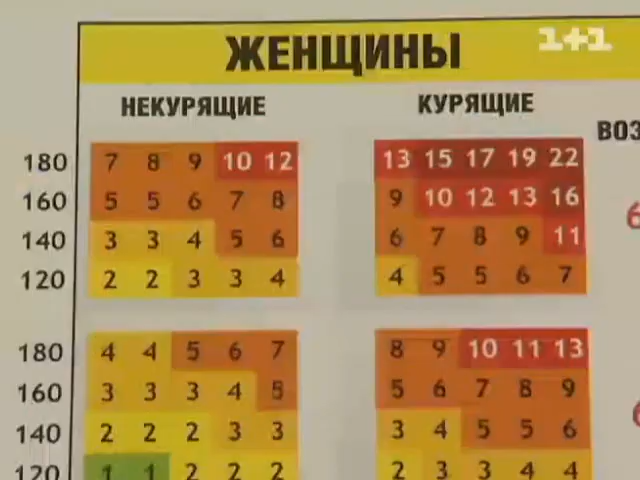 1+1
ЖЕНЩИНЫ
НЕКУРЯЩИЕ КУРЯЩИЕ
180 7 8 9 10 12 13 15 17 19 22
160 5 5 6 7 8 9 10 12 13 16
140 3 3 4 5 6 6 7 8 9 11
120 2 2 3 3 4 4 5 5 6 7
180 4 4 5 6 7 8 9 10 11 13
160 3 3 3 4 5 5 6 7 8 9
140 2 2 2 3 3 3 4 5 5 6
120 1 1 2 2 2 2 3 3 4 4